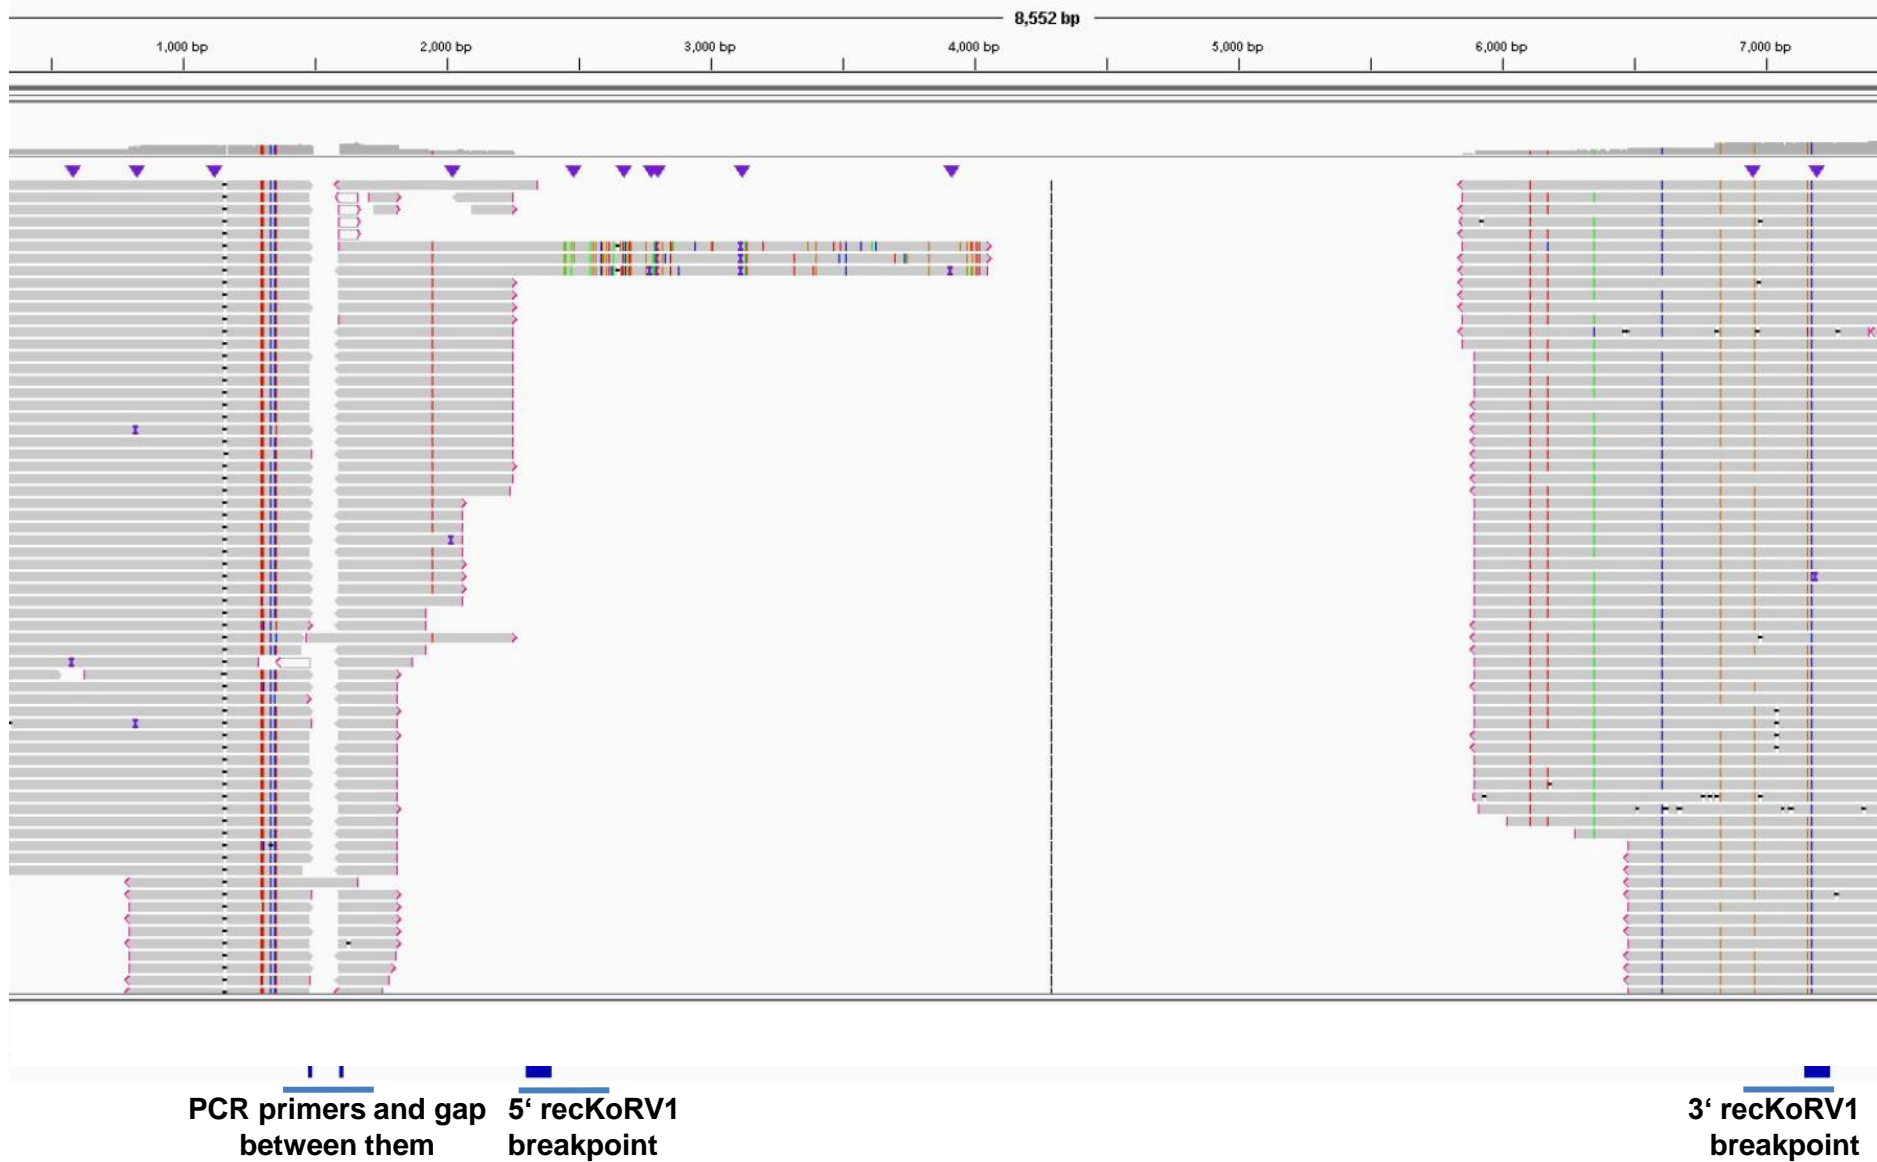 8,552 bp
1,000 bp 2,000 bp 3,000 bp 4,000 bp 5,000 bp 6,000 bp 7,000 bp
PCR primers and gap
between them
5‘ recKoRV1
breakpoint
3‘ recKoRV1
breakpoint